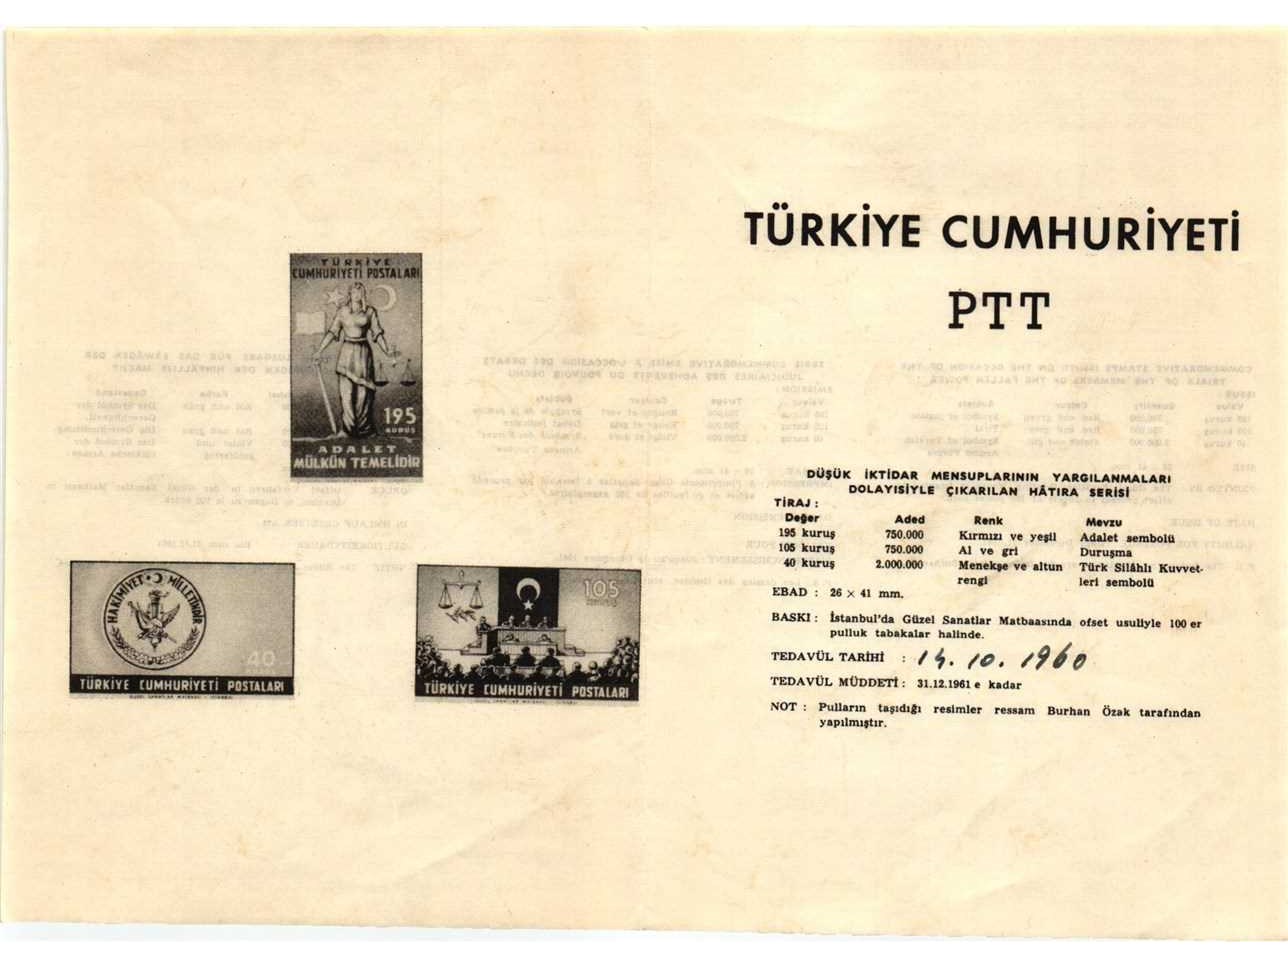 TÜRKİYE
CUMHURİYETİ POSTALARI
195
KURUŞ
ADALET
MÜLKÜN TEMELİDİR
HAKİMİYET MİLLETİNDİR
40
TÜRKİYE CUMHURİYETİ POSTALARI
105
TÜRKİYE CUMHURİYETİ POSTALARI
TÜRKİYE CUMHURİYETİ
PTT
DÜŞÜK İKTİDAR MENSUPLARININ YARGILANMALARI
DOLAYISİYLE ÇIKARILAN HÂTIRA SERİSİ
TİRAJ :
Değer Aded Renk Mevzu
195 kuruş 750.000 Kırmızı ve yeşil Adalet sembolü
105 kuruş 750.000 Al ve gri Duruşma
40 kuruş 2.000.000 Menekşe ve altun Türk Silâhlı Kuvvet-
rengi leri sembolü
EBAD : 26 × 41 mm.
BASKI : İstanbul'da Güzel Sanatlar Matbaasında ofset usuliyle 100 er
pulluk tabakalar halinde.
TEDAVÜL TARİHİ : 14. 10. 1960
TEDAVÜL MÜDDETİ : 31.12.1961 e kadar
NOT : Pulların taşıdığı resimler ressam Burhan Özak tarafından
yapılmıştır.